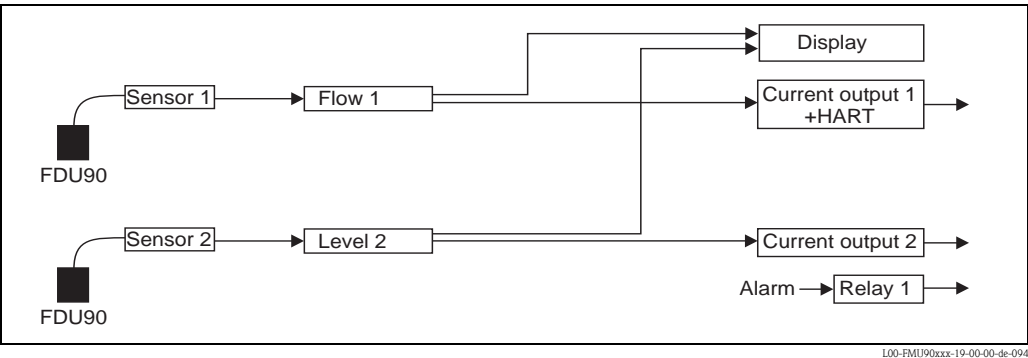 Display
Sensor 1
Flow 1
Current output 1
+HART
FDU90
Sensor 2
Level 2
Current output 2
Alarm
Relay 1
FDU90
L00-FMU90xxx-19-00-00-de-094